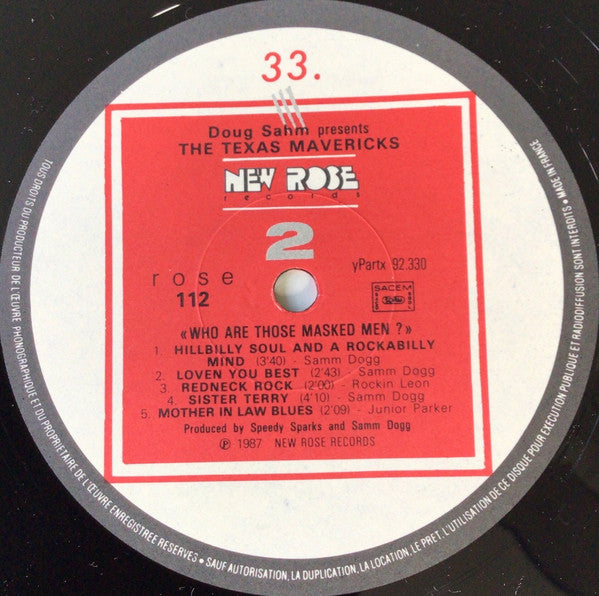 33.
Doug Sahm presents
THE TEXAS MAVERICKS
NEW ROSE
records
2
rose
112
yPartx 92.330
SACEM
«WHO ARE THOSE MASKED MEN ?»
1. HILLBILLY SOUL AND A ROCKABILLY
MIND (3'40) - Samm Dogg
2. LOVEN YOU BEST (2'43) - Samm Dogg
3. REDNECK ROCK (2'00) - Rockin Leon
4. SISTER TERRY (4'10) - Samm Dogg
5. MOTHER IN LAW BLUES (2'09) - Junior Parker
Produced by Speedy Sparks and Samm Dogg
℗ 1987 NEW ROSE RECORDS
TOUS DROITS DU PRODUCTEUR DE L'ŒUVRE PHONOGRAPHIQUE ET DU PROPRIETAIRE DE L'ŒUVRE ENREGISTREE RESERVES • SAUF AUTORISATION, LA DUPLICATION, LA LOCATION, LE PRET, L'UTILISATION DE CE DISQUE POUR EXECUTION PUBLIQUE ET RADIODIFFUSION SONT INTERDITS • MADE IN FRANCE